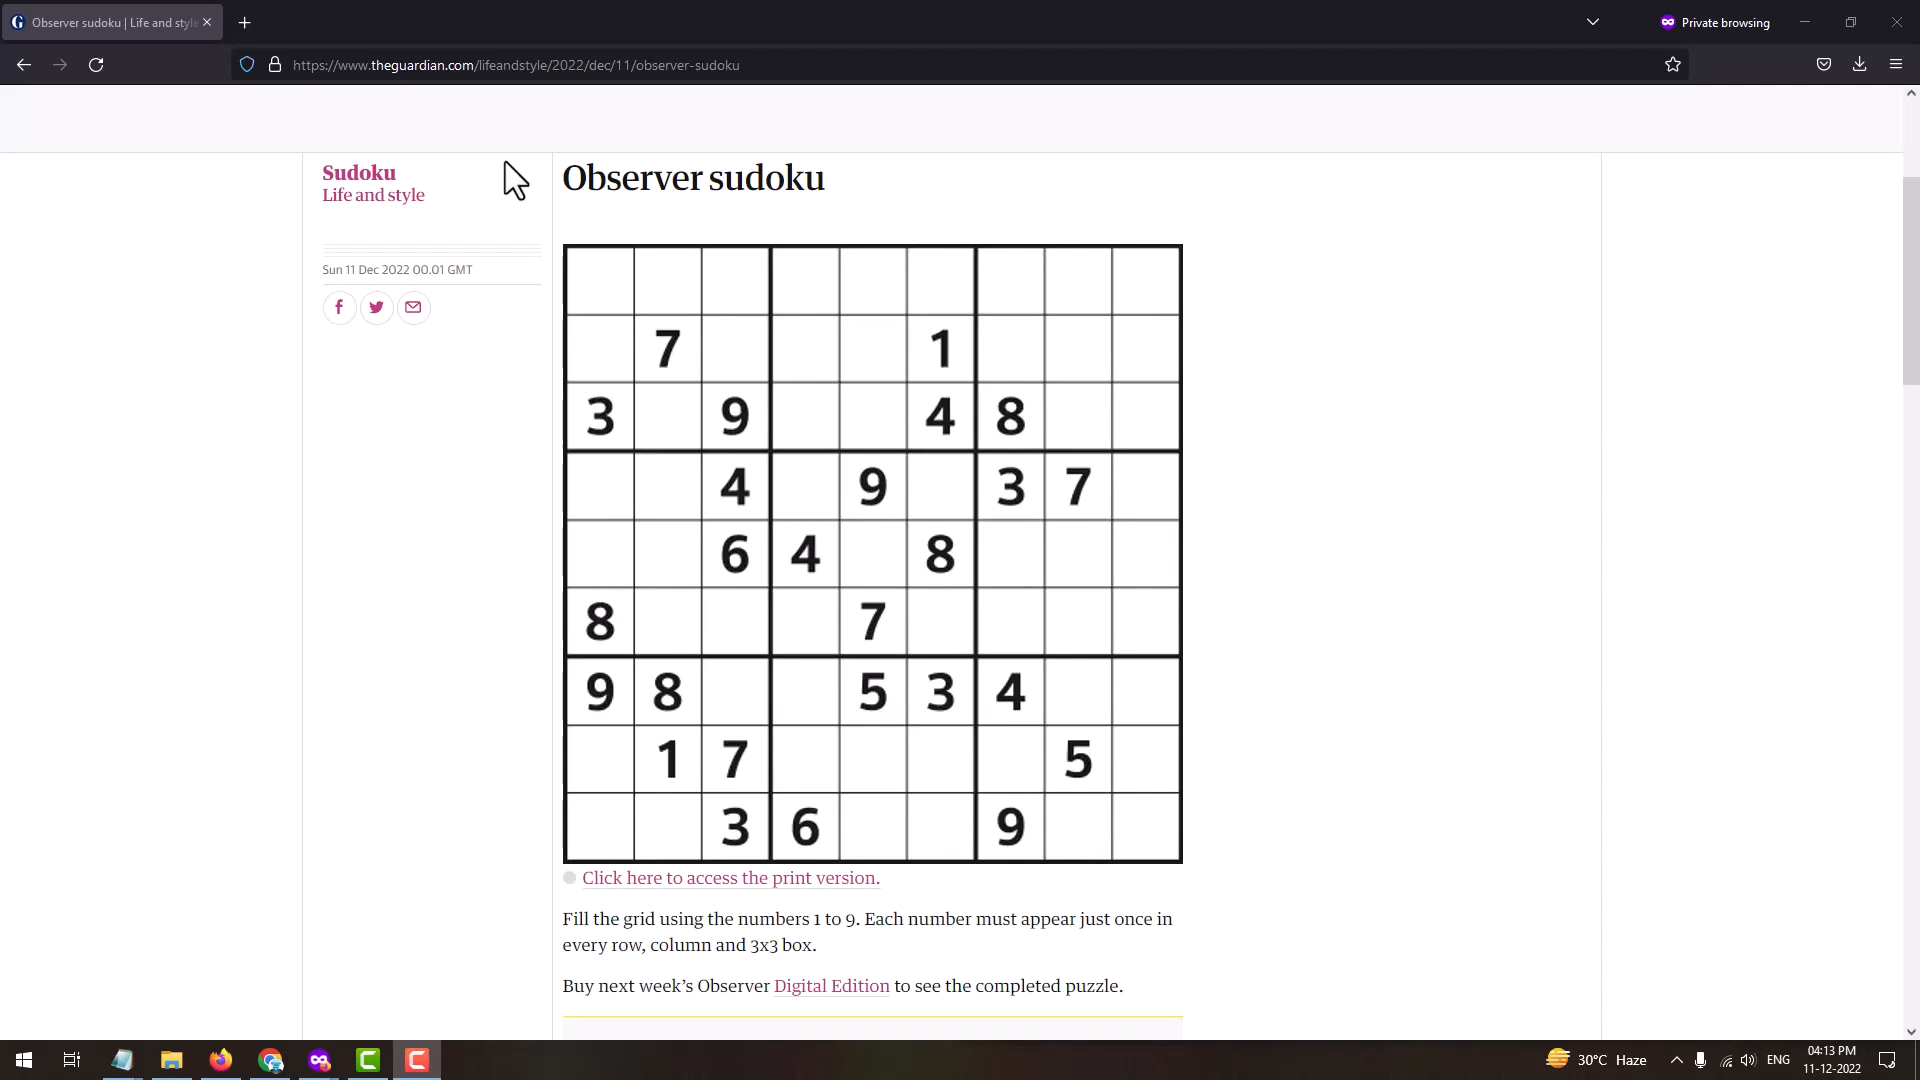 Observer sudoku | Life and style
Private browsing
https://www.theguardian.com/lifeandstyle/2022/dec/11/observer-sudoku
Sudoku
Life and style
Sun 11 Dec 2022 00.01 GMT
Observer sudoku
7 1
3 9 4 8
4 9 3 7
6 4 8
8 7
9 8 5 3 4
1 7 5
3 6 9
Click here to access the print version.
Fill the grid using the numbers 1 to 9. Each number must appear just once in
every row, column and 3x3 box.
Buy next week’s Observer Digital Edition to see the completed puzzle.
30°C Haze
ENG
04:13 PM
11-12-2022